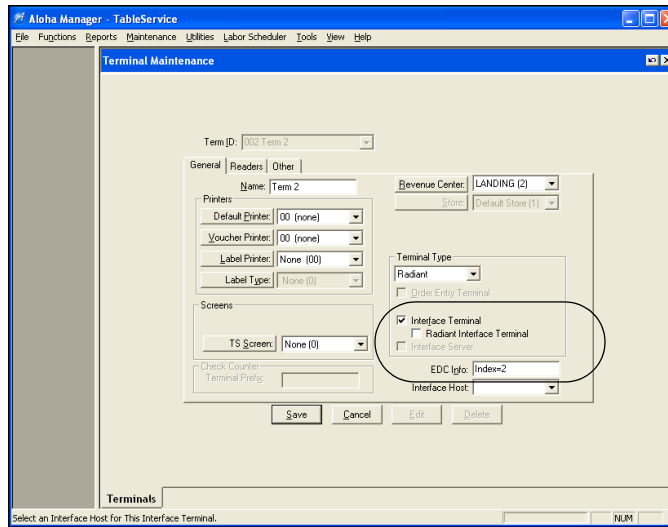 Aloha Manager - TableService
File Functions Reports Maintenance Utilities Labor Scheduler Tools View Help
Terminal Maintenance
Term ID: 002 Term 2
General Readers Other
Name: Term 2
Revenue Center: LANDING (2)
Store: Default Store (1)
Printers
Default Printer: 00 (none)
Voucher Printer: 00 (none)
Label Printer: None (00)
Label Type: None (0)
Terminal Type
Radiant
Order Entry Terminal
Screens
Interface Terminal
Radiant Interface Terminal
TS Screen: None (0)
Interface Server
Check Counter
Terminal Prefix:
EDC Info: Index=2
Interface Host:
Save Cancel Edit Delete
Terminals
Select an Interface Host for This Interface Terminal.
NUM